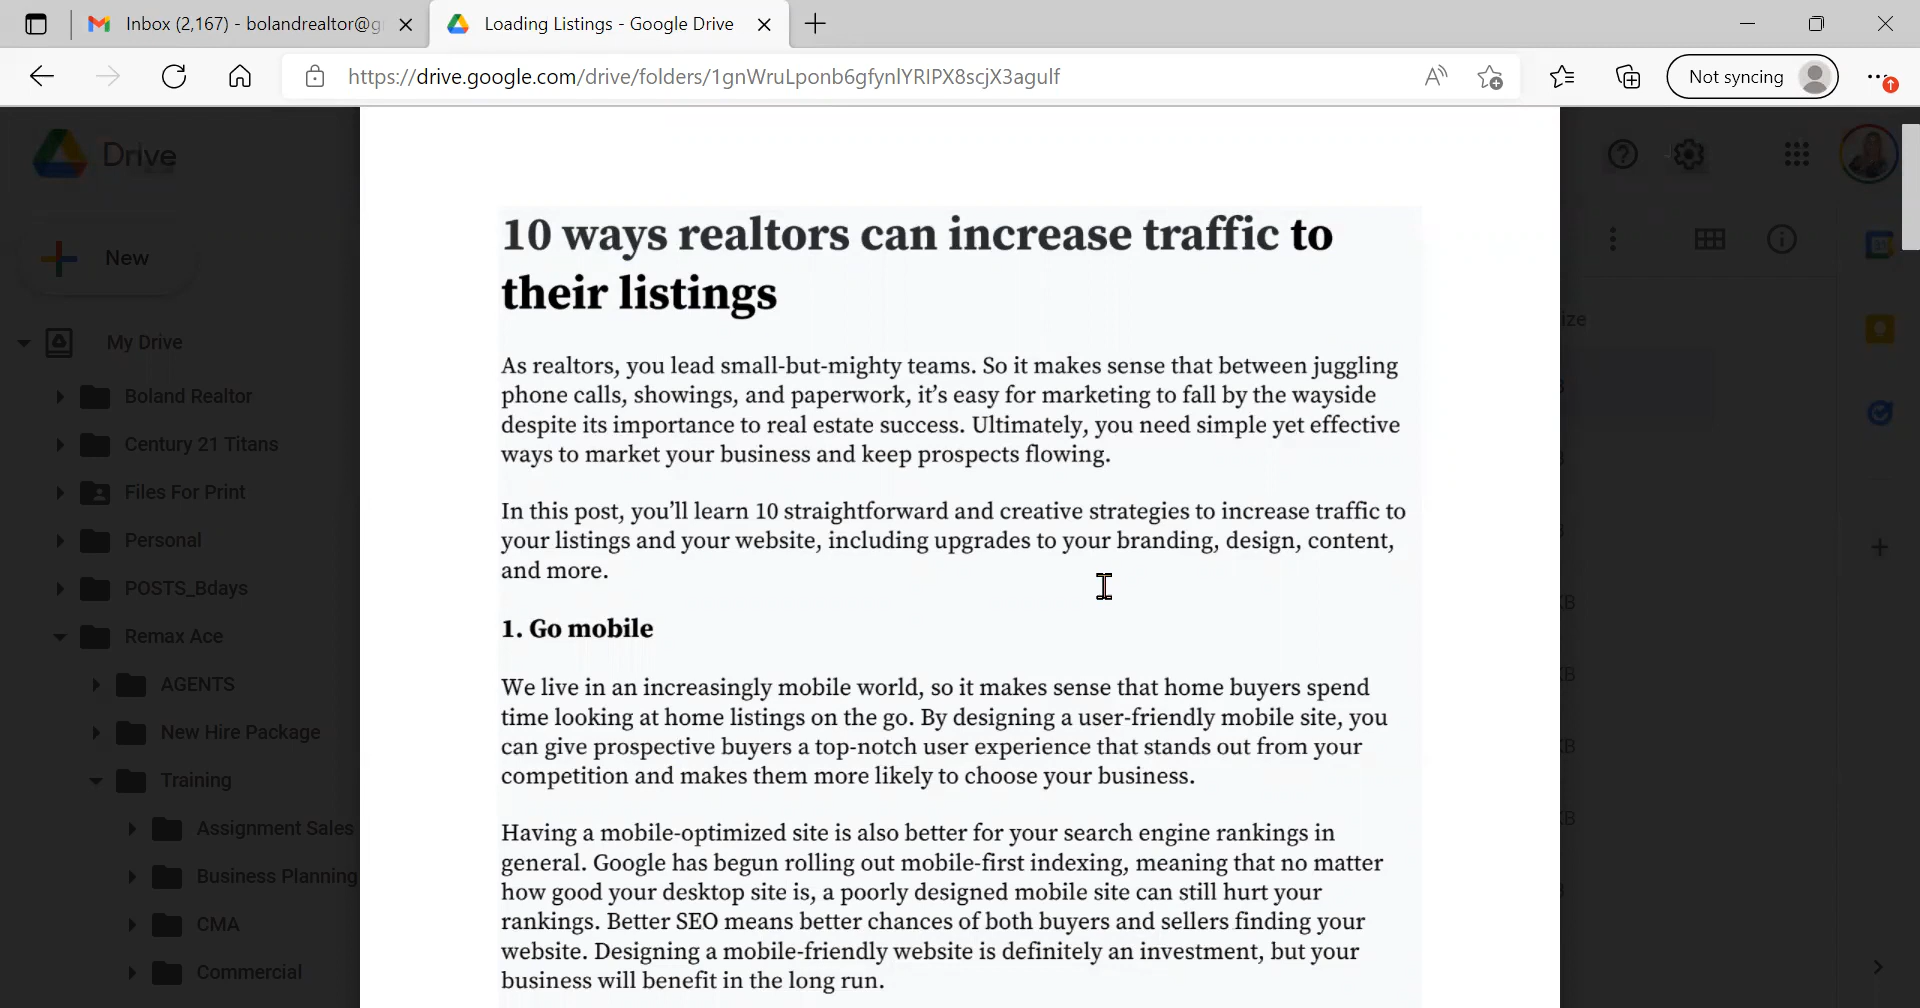 Inbox (2,167) - bolandrealtor@g
Loading Listings - Google Drive
https://drive.google.com/drive/folders/1gnWruLponb6gfynlYRIPX8scjX3agulf
Not syncing
Drive
New
My Drive
Boland Realtor
Century 21 Titans
Files For Print
Personal
POSTS_Bdays
Remax Ace
AGENTS
New Hire Package
Training
Assignment Sales
Business Planning
CMA
Commercial
10 ways realtors can increase traffic to
their listings
As realtors, you lead small-but-mighty teams. So it makes sense that between juggling
phone calls, showings, and paperwork, it’s easy for marketing to fall by the wayside
despite its importance to real estate success. Ultimately, you need simple yet effective
ways to market your business and keep prospects flowing.
In this post, you’ll learn 10 straightforward and creative strategies to increase traffic to
your listings and your website, including upgrades to your branding, design, content,
and more.
1. Go mobile
We live in an increasingly mobile world, so it makes sense that home buyers spend
time looking at home listings on the go. By designing a user-friendly mobile site, you
can give prospective buyers a top-notch user experience that stands out from your
competition and makes them more likely to choose your business.
Having a mobile-optimized site is also better for your search engine rankings in
general. Google has begun rolling out mobile-first indexing, meaning that no matter
how good your desktop site is, a poorly designed mobile site can still hurt your
rankings. Better SEO means better chances of both buyers and sellers finding your
website. Designing a mobile-friendly website is definitely an investment, but your
business will benefit in the long run.
31